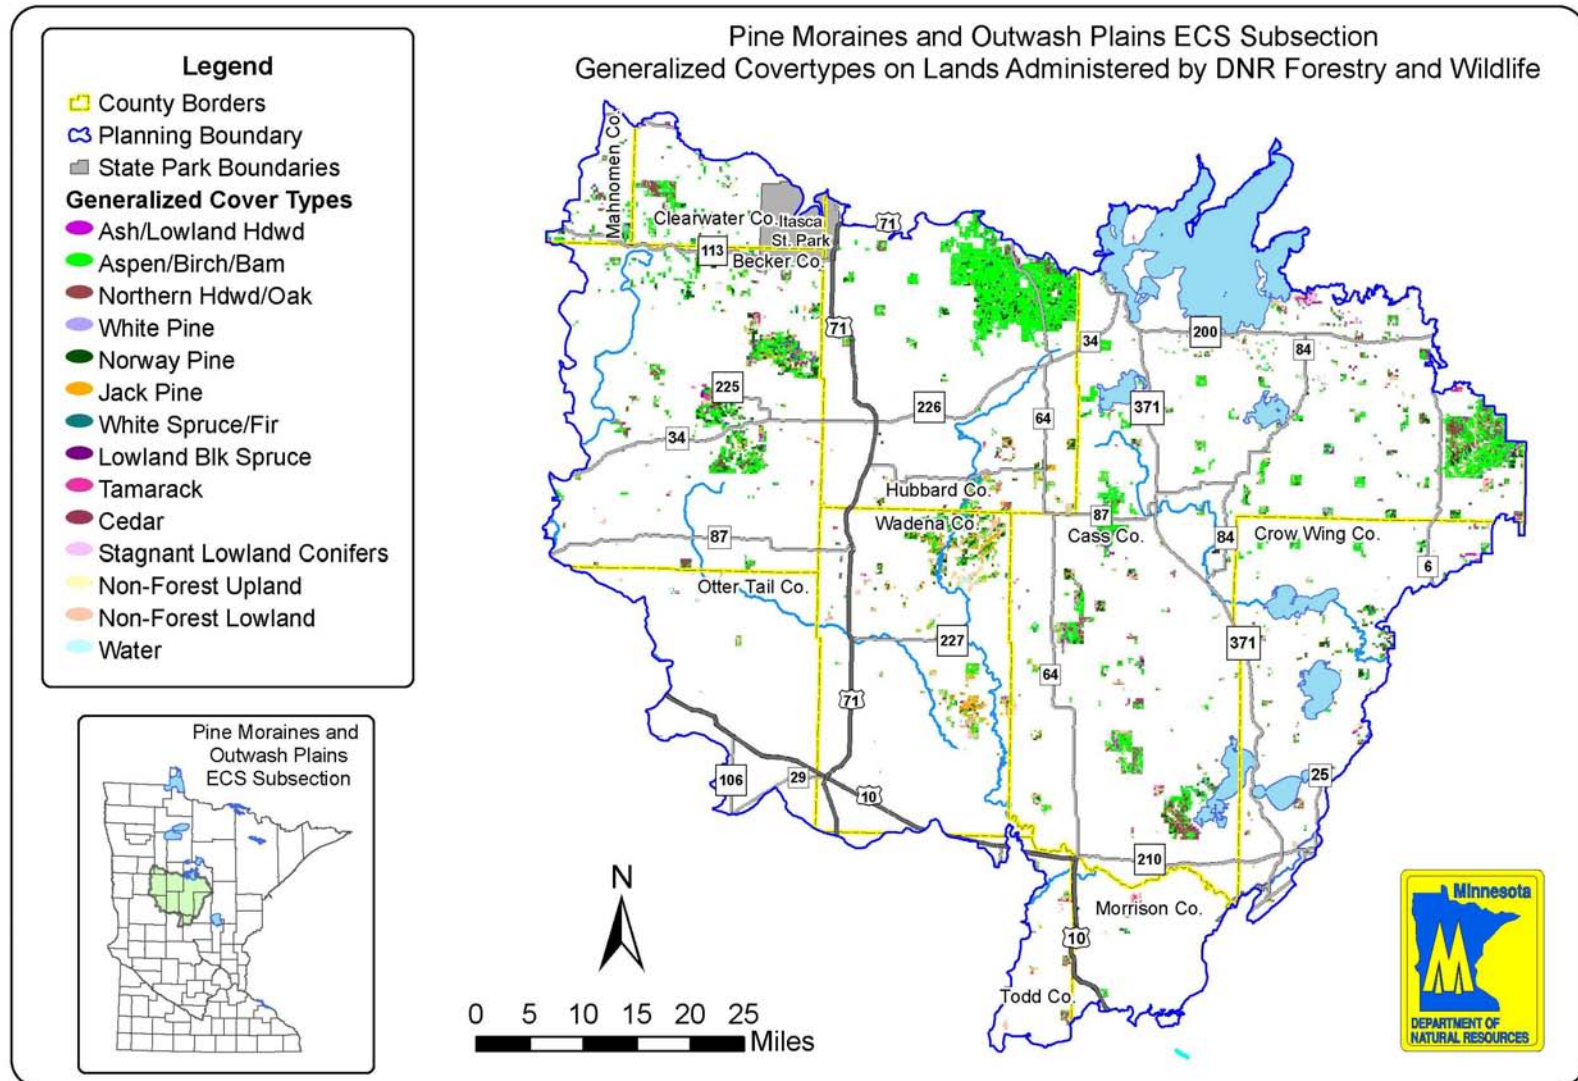 Pine Moraines and Outwash Plains ECS Subsection
Generalized Covertypes on Lands Administered by DNR Forestry and Wildlife
Legend
County Borders
Planning Boundary
State Park Boundaries
Generalized Cover Types
Ash/Lowland Hdwd
Aspen/Birch/Bam
Northern Hdwd/Oak
White Pine
Norway Pine
Jack Pine
White Spruce/Fir
Lowland Blk Spruce
Tamarack
Cedar
Stagnant Lowland Conifers
Non-Forest Upland
Non-Forest Lowland
Water
Pine Moraines and
Outwash Plains
ECS Subsection
Mahnomen Co.
Clearwater Co.
Itasca
St. Park
71
113
Becker Co.
71
34
200
84
225
226
371
64
34
Hubbard Co.
Wadena Co.
87
Cass Co.
84
Crow Wing Co.
87
6
Otter Tail Co.
227
371
64
71
106
29
10
25
210
Morrison Co.
10
Todd Co.
N
0 5 10 15 20 25
Miles
Minnesota
M
DEPARTMENT OF
NATURAL RESOURCES